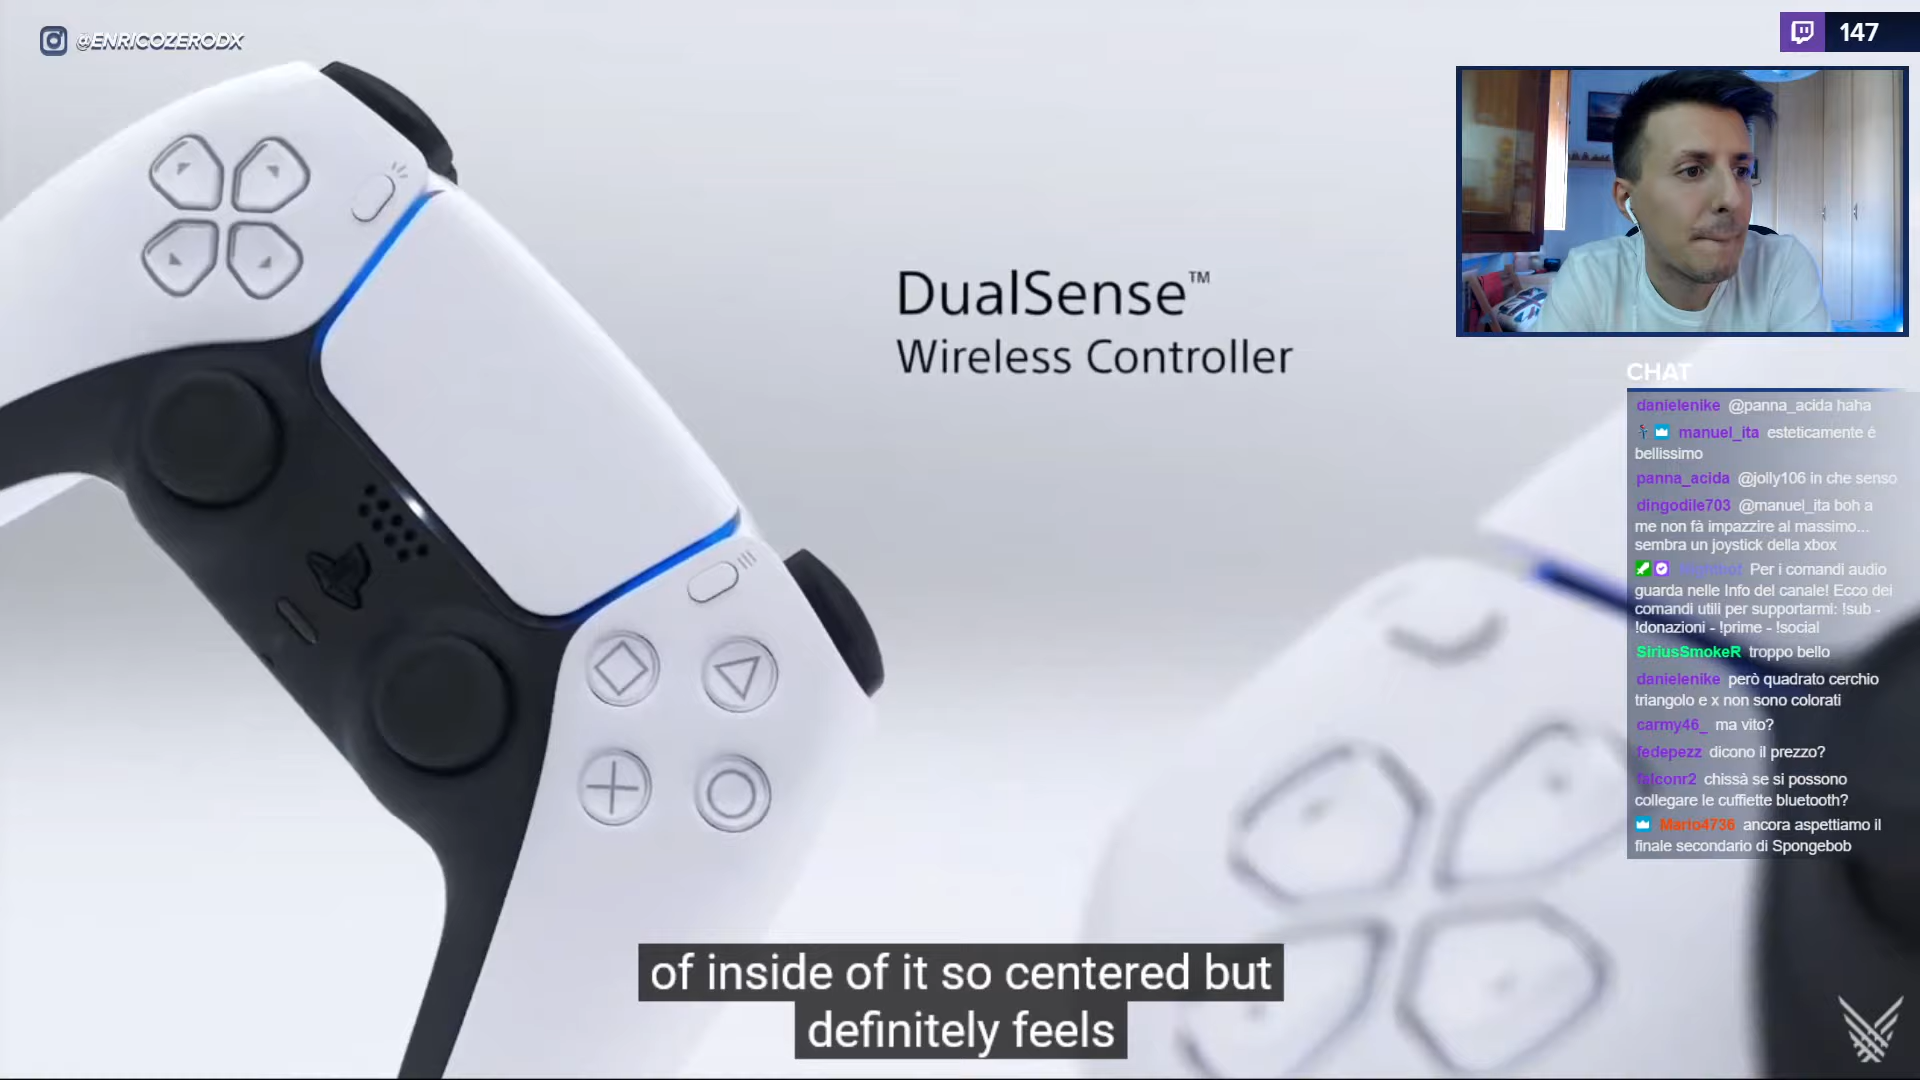 @ENRICOZERODX
147
DualSense™
Wireless Controller
CHAT
danielenike @panna_acida haha
manuel_ita esteticamente é
bellissimo
panna_acida @jolly106 in che senso
dingodile703 @manuel_ita boh a
me non fà impazzire al massimo...
sembra un joystick della xbox
Per i comandi audio
guarda nelle Info del canale! Ecco dei
comandi utili per supportarmi: !sub -
!donazioni - !prime - !social
SiriusSmokeR troppo bello
danielenike però quadrato cerchio
triangolo e x non sono colorati
carmy46_ ma vito?
fedepezz dicono il prezzo?
falconr2 chissà se si possono
collegare le cuffiette bluetooth?
Mario4736 ancora aspettiamo il
finale secondario di Spongebob
of inside of it so centered but
definitely feels